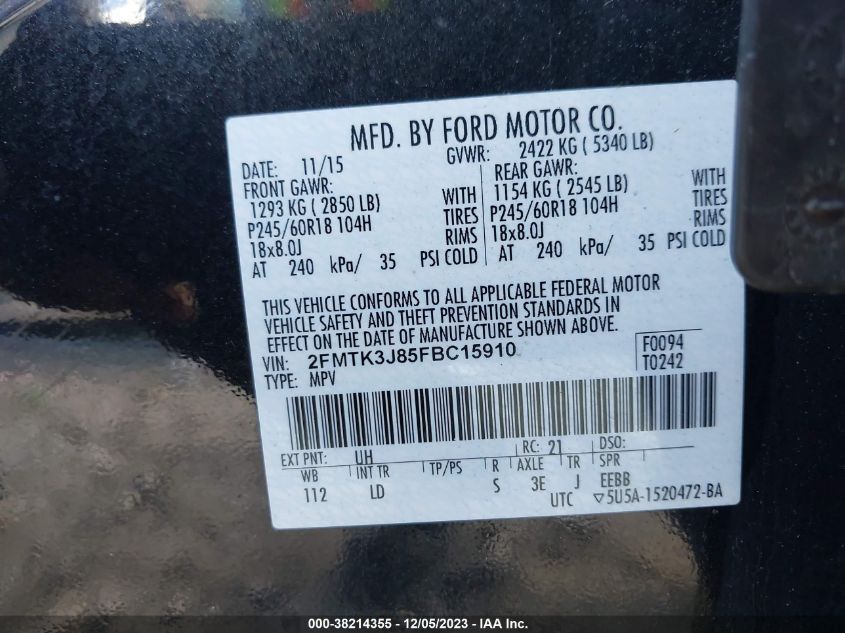 MFD. BY FORD MOTOR CO.
DATE: 11/15 GVWR: 2422 KG ( 5340 LB)
FRONT GAWR: REAR GAWR:
1293 KG ( 2850 LB) WITH 1154 KG ( 2545 LB) WITH
P245/60R18 104H TIRES P245/60R18 104H TIRES
18x8.0J RIMS 18x8.0J RIMS
AT 240 kPa/ 35 PSI COLD AT 240 kPa/ 35 PSI COLD
THIS VEHICLE CONFORMS TO ALL APPLICABLE FEDERAL MOTOR
VEHICLE SAFETY AND THEFT PREVENTION STANDARDS IN
EFFECT ON THE DATE OF MANUFACTURE SHOWN ABOVE.
VIN: 2FMTK3J85FBC15910 F0094
TYPE: MPV T0242
EXT PNT: UH RC: 21 DSO:
WB INT TR TP/PS R AXLE TR SPR
112 LD S 3E J EEBB
UTC ▽5U5A-1520472-BA
000-38214355 - 12/05/2023 - IAA Inc.